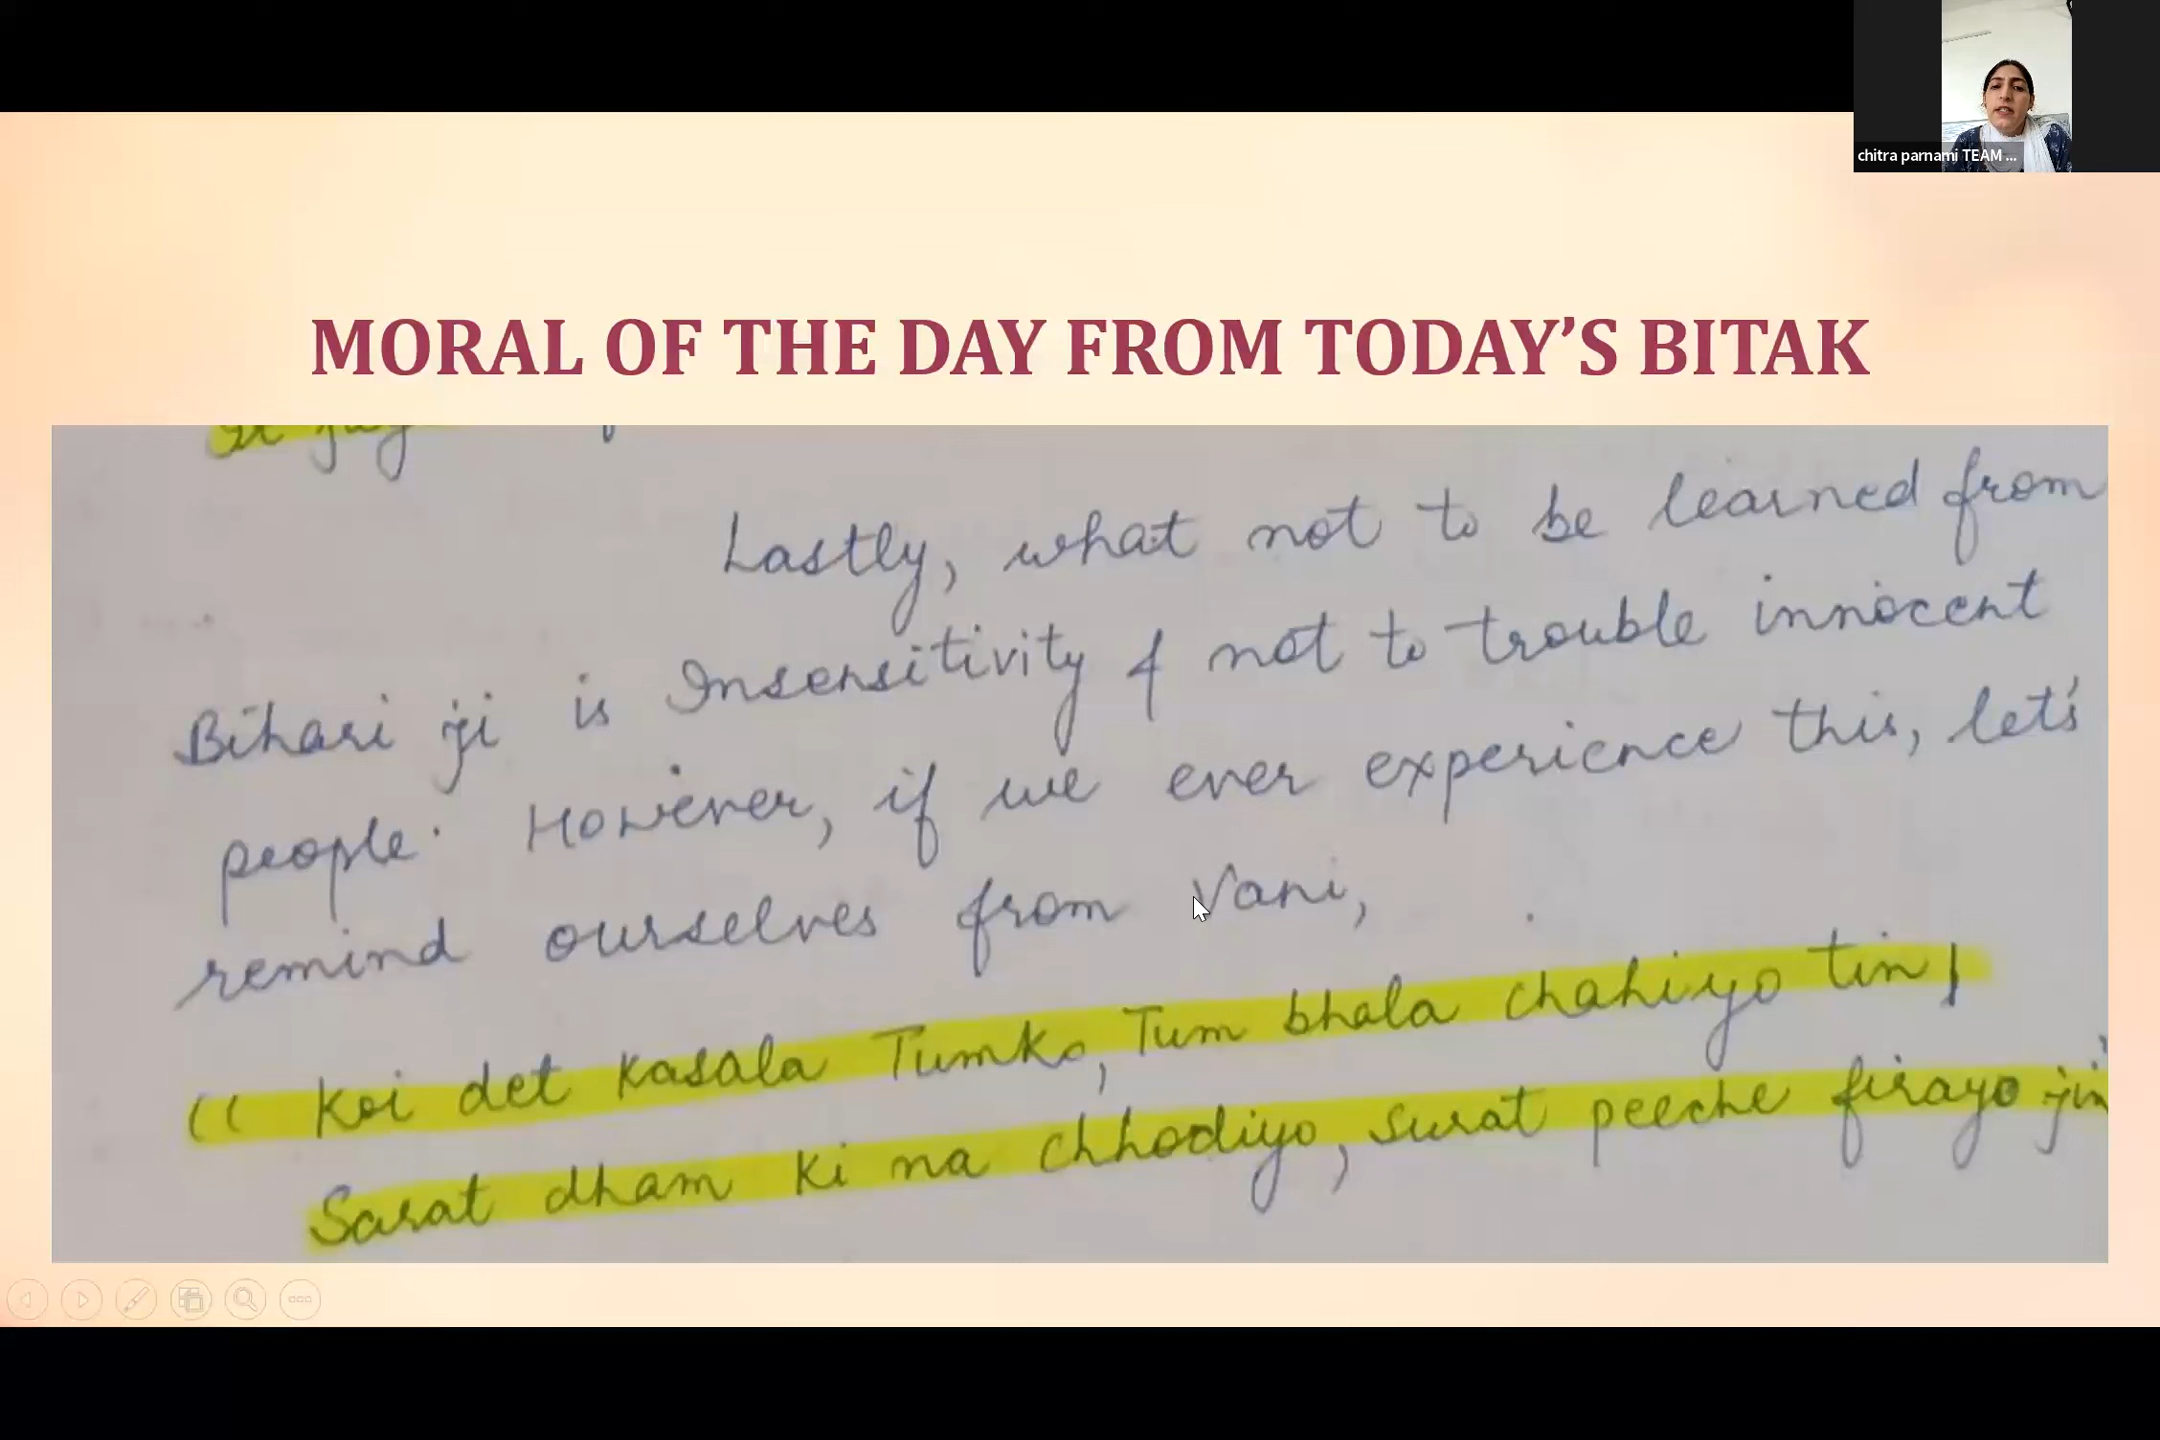 chitra parnami TEAM ...
MORAL OF THE DAY FROM TODAY'S BITAK
Lastly, what not to be learned from
Bihari ji is Insensitivity & not to trouble innocent
people. However, if we ever experience this, let's
remind ourselves from Vani,
(( Koi det Kasala Tumko, Tum bhala chahiyo tin |
Sarat dham ki na chhodiyo, surat peeche firayo jin